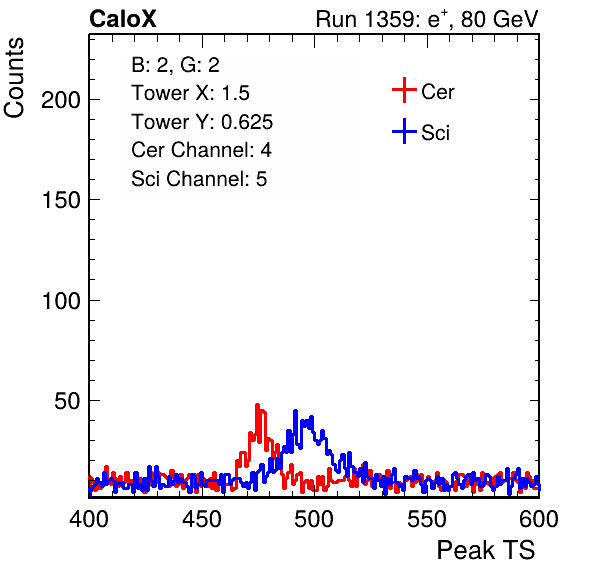 CaloX
Run 1359: e+, 80 GeV
Counts
B: 2, G: 2
Tower X: 1.5
Tower Y: 0.625
Cer Channel: 4
Sci Channel: 5
Cer
Sci
200
150
100
50
400
450
500
550
600
Peak TS